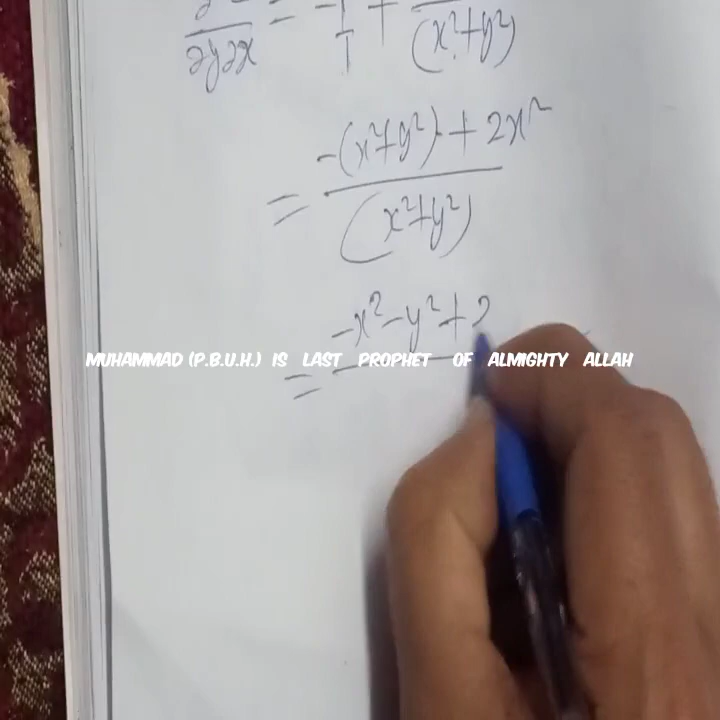 ∂y∂x = -1/1 + (x²+y²)
= -(x²+y²) + 2x² / (x²+y²)
-x² - y² + 2
MUHAMMAD (P.B.U.H.) IS LAST PROPHET OF ALMIGHTY ALLAH
=